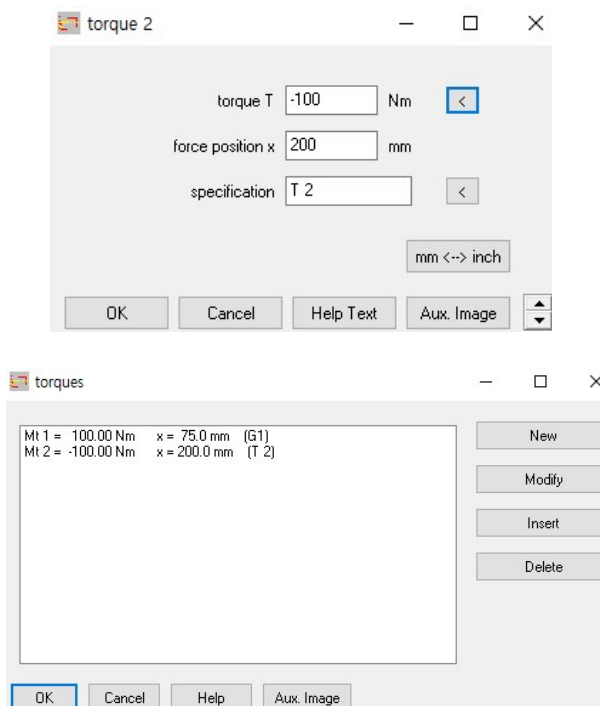 torque 2
torque T -100 Nm <
force position x 200 mm
specification T 2 <
mm <--> inch
OK Cancel Help Text Aux. Image
torques
Mt 1 = 100.00 Nm x = 75.0 mm (G1)
Mt 2 = -100.00 Nm x = 200.0 mm (T 2)
New
Modify
Insert
Delete
OK Cancel Help Aux. Image